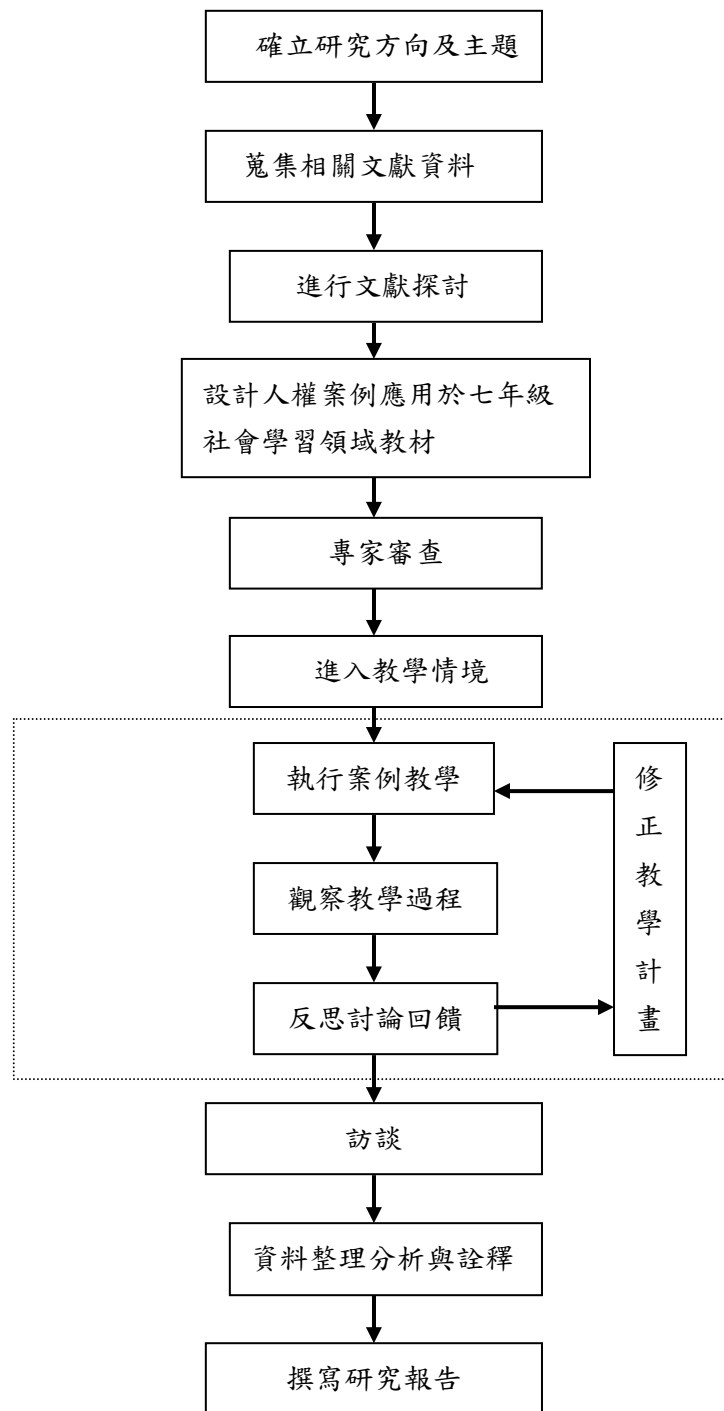 確立研究方向及主題
蒐集相關文獻資料
進行文獻探討
設計人權案例應用於七年級
社會學習領域教材
專家審查
進入教學情境
執行案例教學
觀察教學過程
反思討論回饋
修
正
教
學
計
畫
訪談
資料整理分析與詮釋
撰寫研究報告